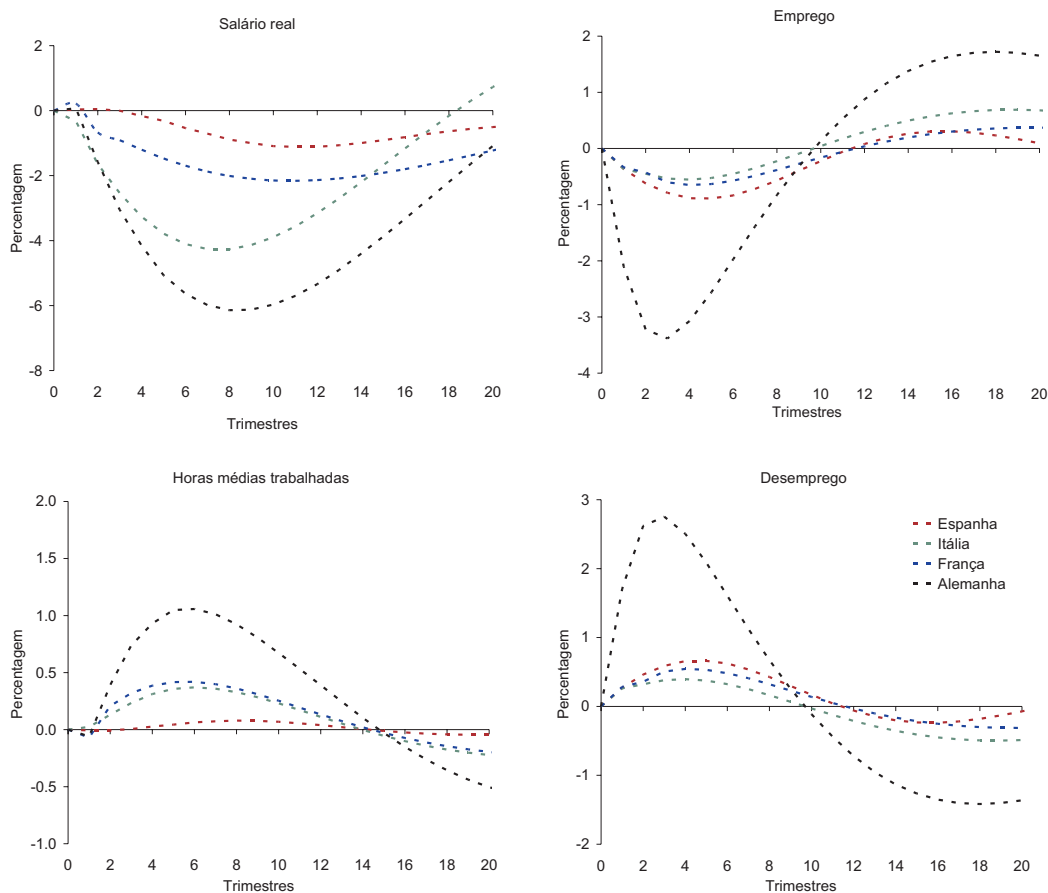 Salário real
2
0
-2
-4
-6
-8
Percentagem
0 2 4 6 8 10 12 14 16 18 20
Trimestres
Emprego
2
1
0
-1
-2
-3
-4
Percentagem
0 2 4 6 8 10 12 14 16 18 20
Trimestres
Horas médias trabalhadas
2.0
1.5
1.0
0.5
0.0
-0.5
-1.0
Percentagem
0 2 4 6 8 10 12 14 16 18 20
Trimestres
Desemprego
3
2
1
0
-1
-2
Percentagem
Espanha
Itália
França
Alemanha
0 2 4 6 8 10 12 14 16 18 20
Trimestres